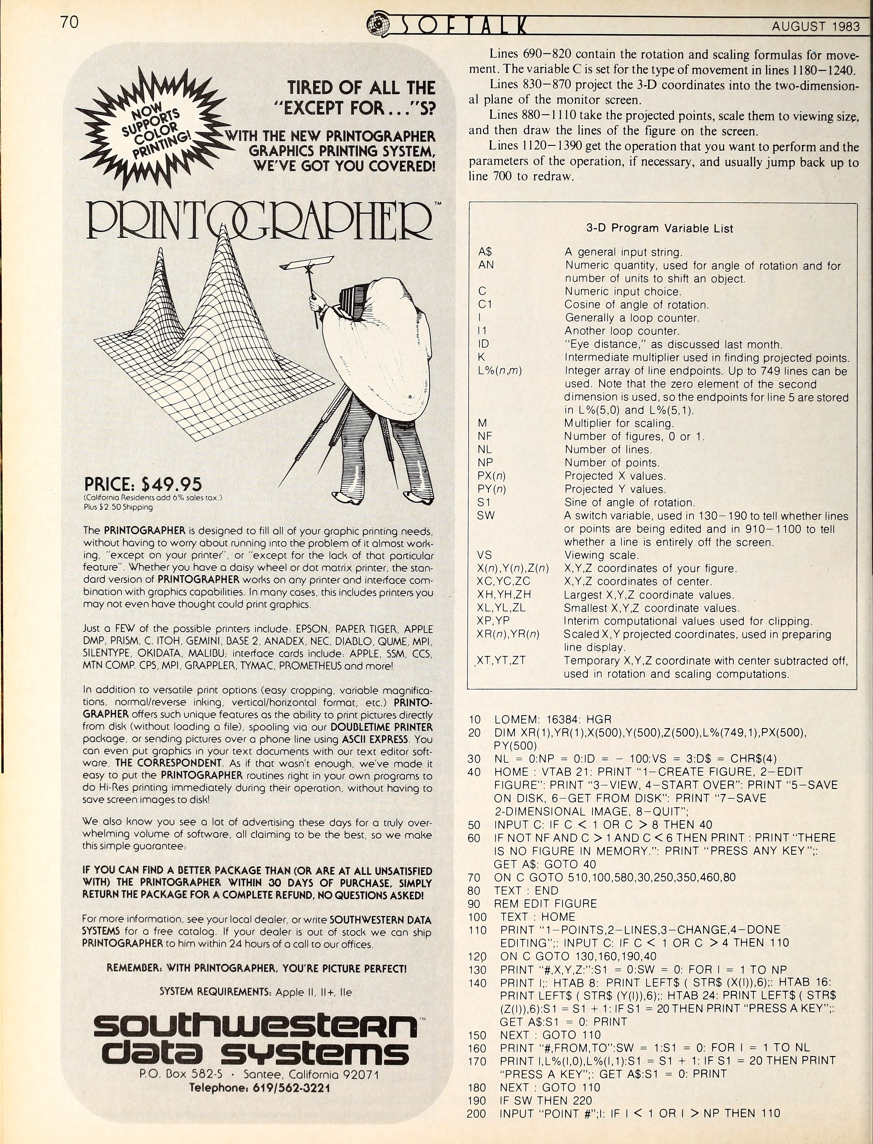 70
SOFTALK
AUGUST 1983
NOW
SUPPORTS
COLOR
PRINTING!
TIRED OF ALL THE
"EXCEPT FOR..."S?
WITH THE NEW PRINTOGRAPHER
GRAPHICS PRINTING SYSTEM,
WE'VE GOT YOU COVERED!
PRINTOGRAPHER™
PRICE: $49.95
(California Residents add 6% sales tax.)
Plus $2.50 Shipping
The PRINTOGRAPHER is designed to fill all of your graphic printing needs,
without having to worry about running into the problem of it almost work-
ing, "except on your printer", or "except for the lack of that particular
feature". Whether you have a daisy wheel or dot matrix printer, the stan-
dard version of PRINTOGRAPHER works on any printer and interface com-
bination with graphics capabilities. In many cases, this includes printers you
may not even have thought could print graphics.
Just a FEW of the possible printers include: EPSON, PAPER TIGER, APPLE
DMP, PRISM, C. ITOH, GEMINI, BASE 2, ANADEX, NEC, DIABLO, QUME, MPI,
SILENTYPE, OKIDATA, MALIBU; interface cards include: APPLE, SSM, CCS,
MTN COMP. CPS, MPI, GRAPPLER, TYMAC, PROMETHEUS and more!
In addition to versatile print options (easy cropping, variable magnifica-
tions, normal/reverse inking, vertical/horizontal format, etc.) PRINTO-
GRAPHER offers such unique features as the ability to print pictures directly
from disk (without loading a file), spooling via our DOUBLETIME PRINTER
package, or sending pictures over a phone line using ASCII EXPRESS. You
can even put graphics in your text documents with our text editor soft-
ware, THE CORRESPONDENT. As if that wasn't enough, we've made it
easy to put the PRINTOGRAPHER routines right in your own programs to
do Hi-Res printing immediately during their operation, without having to
save screen images to disk!
We also know you see a lot of advertising these days for a truly over-
whelming volume of software, all claiming to be the best, so we make
this simple guarantee:
IF YOU CAN FIND A BETTER PACKAGE THAN (OR ARE AT ALL UNSATISFIED
WITH) THE PRINTOGRAPHER WITHIN 30 DAYS OF PURCHASE, SIMPLY
RETURN THE PACKAGE FOR A COMPLETE REFUND, NO QUESTIONS ASKED!
For more information, see your local dealer, or write SOUTHWESTERN DATA
SYSTEMS for a free catalog. If your dealer is out of stock we can ship
PRINTOGRAPHER to him within 24 hours of a call to our offices.
REMEMBER: WITH PRINTOGRAPHER, YOU'RE PICTURE PERFECT!
SYSTEM REQUIREMENTS: Apple II, II+, IIe
southwestern™
data systems
P.O. Box 582-S · Santee, California 92071
Telephone: 619/562-3221
Lines 690–820 contain the rotation and scaling formulas for move-
ment. The variable C is set for the type of movement in lines 1180–1240.
Lines 830–870 project the 3-D coordinates into the two-dimension-
al plane of the monitor screen.
Lines 880–1110 take the projected points, scale them to viewing size,
and then draw the lines of the figure on the screen.
Lines 1120–1390 get the operation that you want to perform and the
parameters of the operation, if necessary, and usually jump back up to
line 700 to redraw.
3-D Program Variable List
A$ A general input string.
AN Numeric quantity, used for angle of rotation and for
number of units to shift an object.
C Numeric input choice.
C1 Cosine of angle of rotation.
I Generally a loop counter.
I1 Another loop counter.
ID "Eye distance," as discussed last month.
K Intermediate multiplier used in finding projected points.
L%(n,m) Integer array of line endpoints. Up to 749 lines can be
used. Note that the zero element of the second
dimension is used, so the endpoints for line 5 are stored
in L%(5,0) and L%(5,1).
M Multiplier for scaling.
NF Number of figures, 0 or 1.
NL Number of lines.
NP Number of points.
PX(n) Projected X values.
PY(n) Projected Y values.
S1 Sine of angle of rotation.
SW A switch variable, used in 130–190 to tell whether lines
or points are being edited and in 910–1100 to tell
whether a line is entirely off the screen.
VS Viewing scale.
X(n),Y(n),Z(n) X,Y,Z coordinates of your figure.
XC,YC,ZC X,Y,Z coordinates of center.
XH,YH,ZH Largest X,Y,Z coordinate values.
XL,YL,ZL Smallest X,Y,Z coordinate values.
XP,YP Interim computational values used for clipping.
XR(n),YR(n) Scaled X,Y projected coordinates, used in preparing
line display.
XT,YT,ZT Temporary X,Y,Z coordinate with center subtracted off,
used in rotation and scaling computations.
10 LOMEM: 16384: HGR
20 DIM XR(1),YR(1),X(500),Y(500),Z(500),L%(749,1),PX(500),
PY(500)
30 NL = 0:NP = 0:ID = – 100:VS = 3:D$ = CHR$(4)
40 HOME : VTAB 21: PRINT "1-CREATE FIGURE, 2-EDIT
FIGURE": PRINT "3-VIEW, 4-START OVER": PRINT "5-SAVE
ON DISK, 6-GET FROM DISK": PRINT "7-SAVE
2-DIMENSIONAL IMAGE, 8-QUIT";
50 INPUT C: IF C < 1 OR C > 8 THEN 40
60 IF NOT NF AND C > 1 AND C < 6 THEN PRINT : PRINT "THERE
IS NO FIGURE IN MEMORY.": PRINT "PRESS ANY KEY";:
GET A$: GOTO 40
70 ON C GOTO 510,100,580,30,250,350,460,80
80 TEXT : END
90 REM EDIT FIGURE
100 TEXT : HOME
110 PRINT "1-POINTS,2-LINES,3-CHANGE,4-DONE
EDITING";: INPUT C: IF C < 1 OR C > 4 THEN 110
120 ON C GOTO 130,160,190,40
130 PRINT "#,X,Y,Z:":S1 = 0:SW = 0: FOR I = 1 TO NP
140 PRINT I;: HTAB 8: PRINT LEFT$ ( STR$ (X(I)),6);: HTAB 16:
PRINT LEFT$ ( STR$ (Y(I)),6);: HTAB 24: PRINT LEFT$ ( STR$
(Z(I)),6):S1 = S1 + 1: IF S1 = 20 THEN PRINT "PRESS A KEY";:
GET A$:S1 = 0: PRINT
150 NEXT : GOTO 110
160 PRINT "#,FROM,TO":SW = 1:S1 = 0: FOR I = 1 TO NL
170 PRINT I,L%(I,0),L%(I,1):S1 = S1 + 1: IF S1 = 20 THEN PRINT
"PRESS A KEY";: GET A$:S1 = 0: PRINT
180 NEXT : GOTO 110
190 IF SW THEN 220
200 INPUT "POINT #";I: IF I < 1 OR I > NP THEN 110